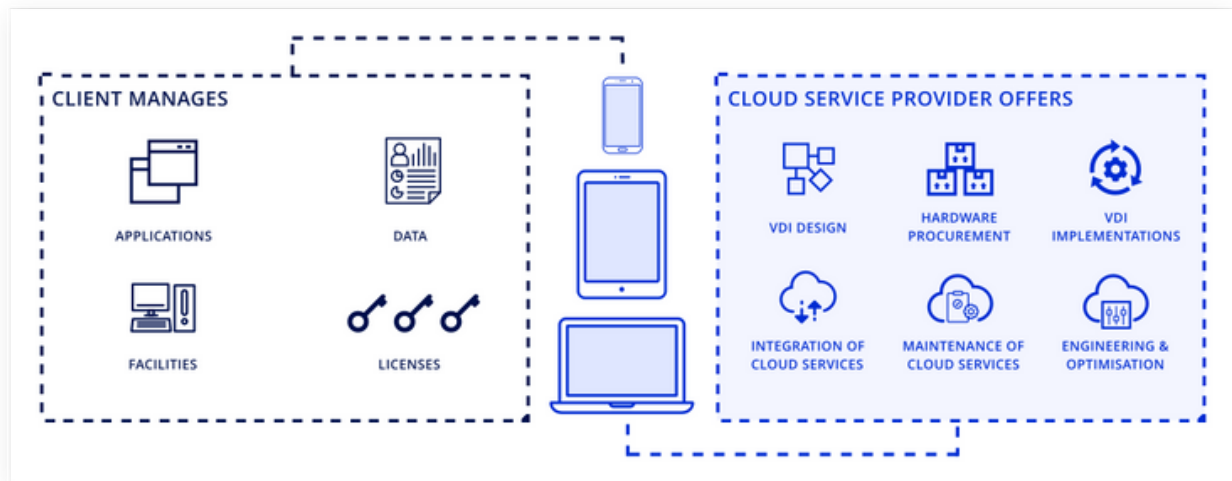 CLIENT MANAGES
APPLICATIONS
DATA
FACILITIES
LICENSES
CLOUD SERVICE PROVIDER OFFERS
VDI DESIGN
HARDWARE
PROCUREMENT
VDI
IMPLEMENTATIONS
INTEGRATION OF
CLOUD SERVICES
MAINTENANCE OF
CLOUD SERVICES
ENGINEERING &
OPTIMISATION